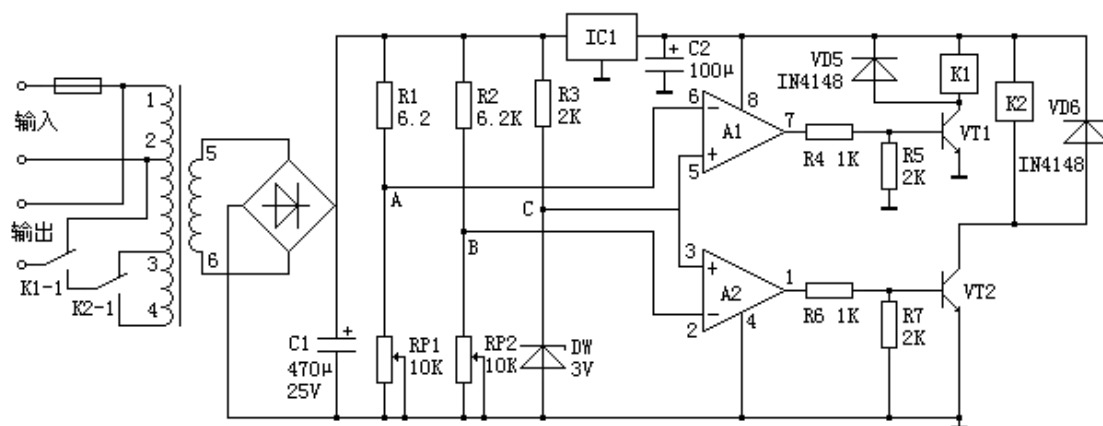 IC1
C2
100μ
R1
6.2
R2
6.2K
R3
2K
VD5
IN4148
K1
K2
VD6
IN4148
输入
1
2
5
6
8
A1
7
5
R4 1K
R5
2K
VT1
A
C
B
输出
K1-1
K2-1
3
4
6
3
A2
1
2
4
R6 1K
R7
2K
VT2
C1
470μ
25V
RP1
10K
RP2
10K
DW
3V